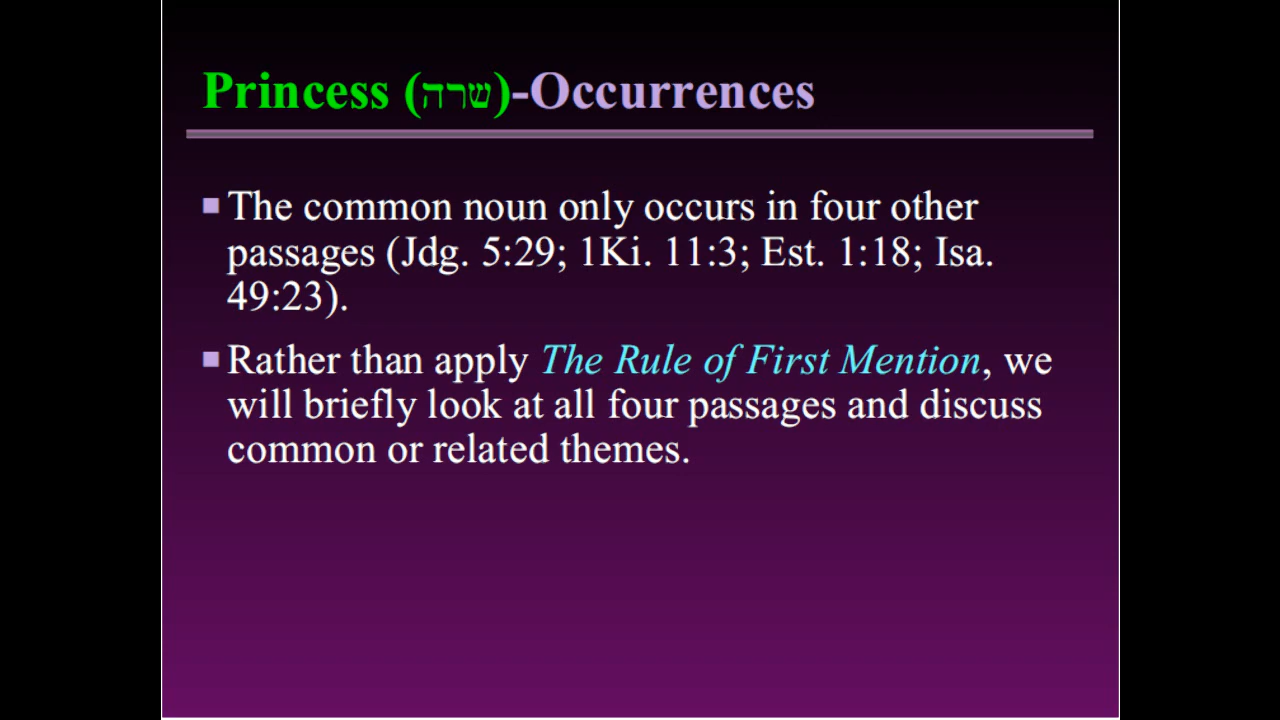 Princess (שרה)-Occurrences
The common noun only occurs in four other
passages (Jdg. 5:29; 1Ki. 11:3; Est. 1:18; Isa.
49:23).
Rather than apply The Rule of First Mention, we
will briefly look at all four passages and discuss
common or related themes.